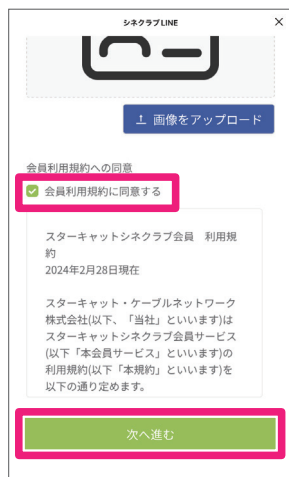 シネクラブLINE
画像をアップロード
会員利用規約への同意
会員利用規約に同意する
スターキャットシネクラブ会員 利用規
約
2024年2月28日現在
スターキャット・ケーブルネットワーク
株式会社(以下、「当社」といいます)は
スターキャットシネクラブ会員サービス
(以下「本会員サービス」といいます)の
利用規約(以下「本規約」といいます)を
以下の通り定めます。
次へ進む